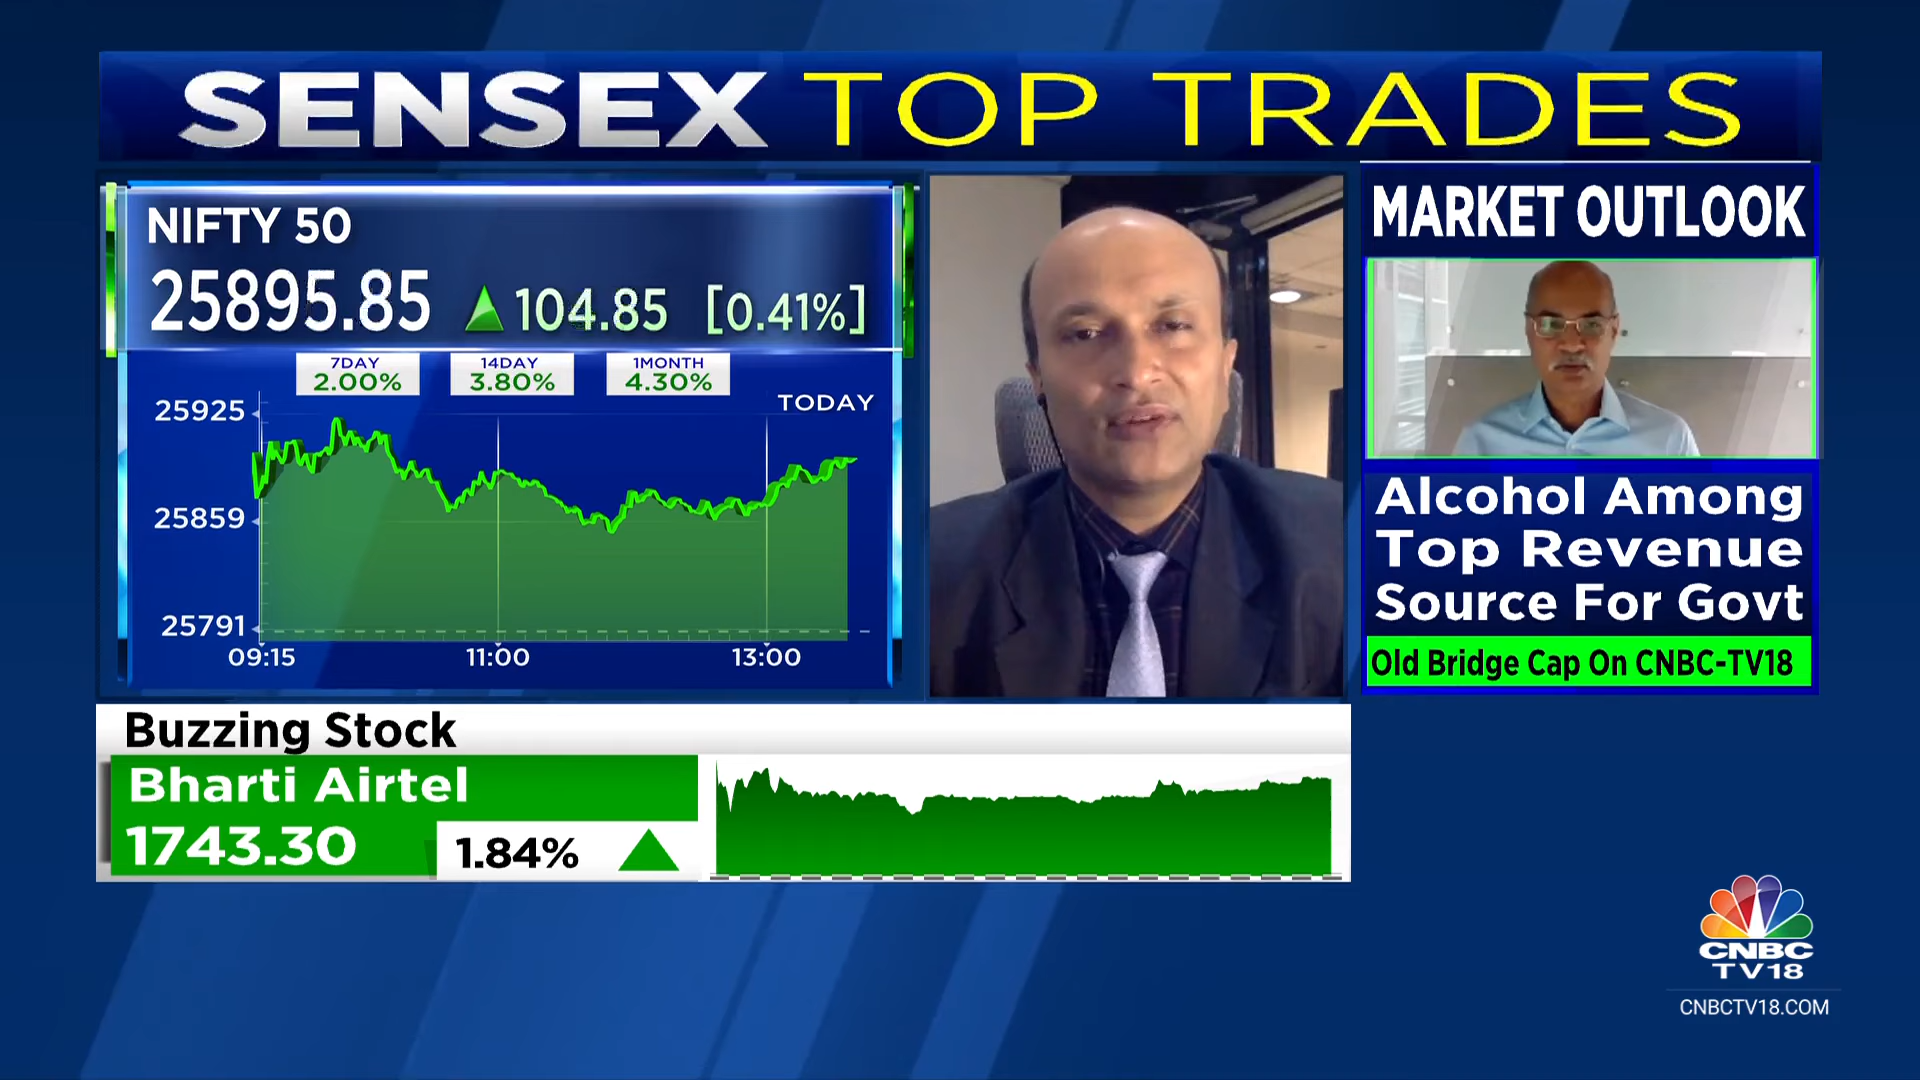 SENSEX TOP TRADES
NIFTY 50
25895.85 ▲ 104.85 [0.41%]
7DAY
2.00%
14DAY
3.80%
1MONTH
4.30%
TODAY
25925
25859
25791
09:15 11:00 13:00
MARKET OUTLOOK
Alcohol Among
Top Revenue
Source For Govt
Old Bridge Cap On CNBC-TV18
Buzzing Stock
Bharti Airtel
1743.30 1.84% ▲
CNBC
TV18
CNBCTV18.COM